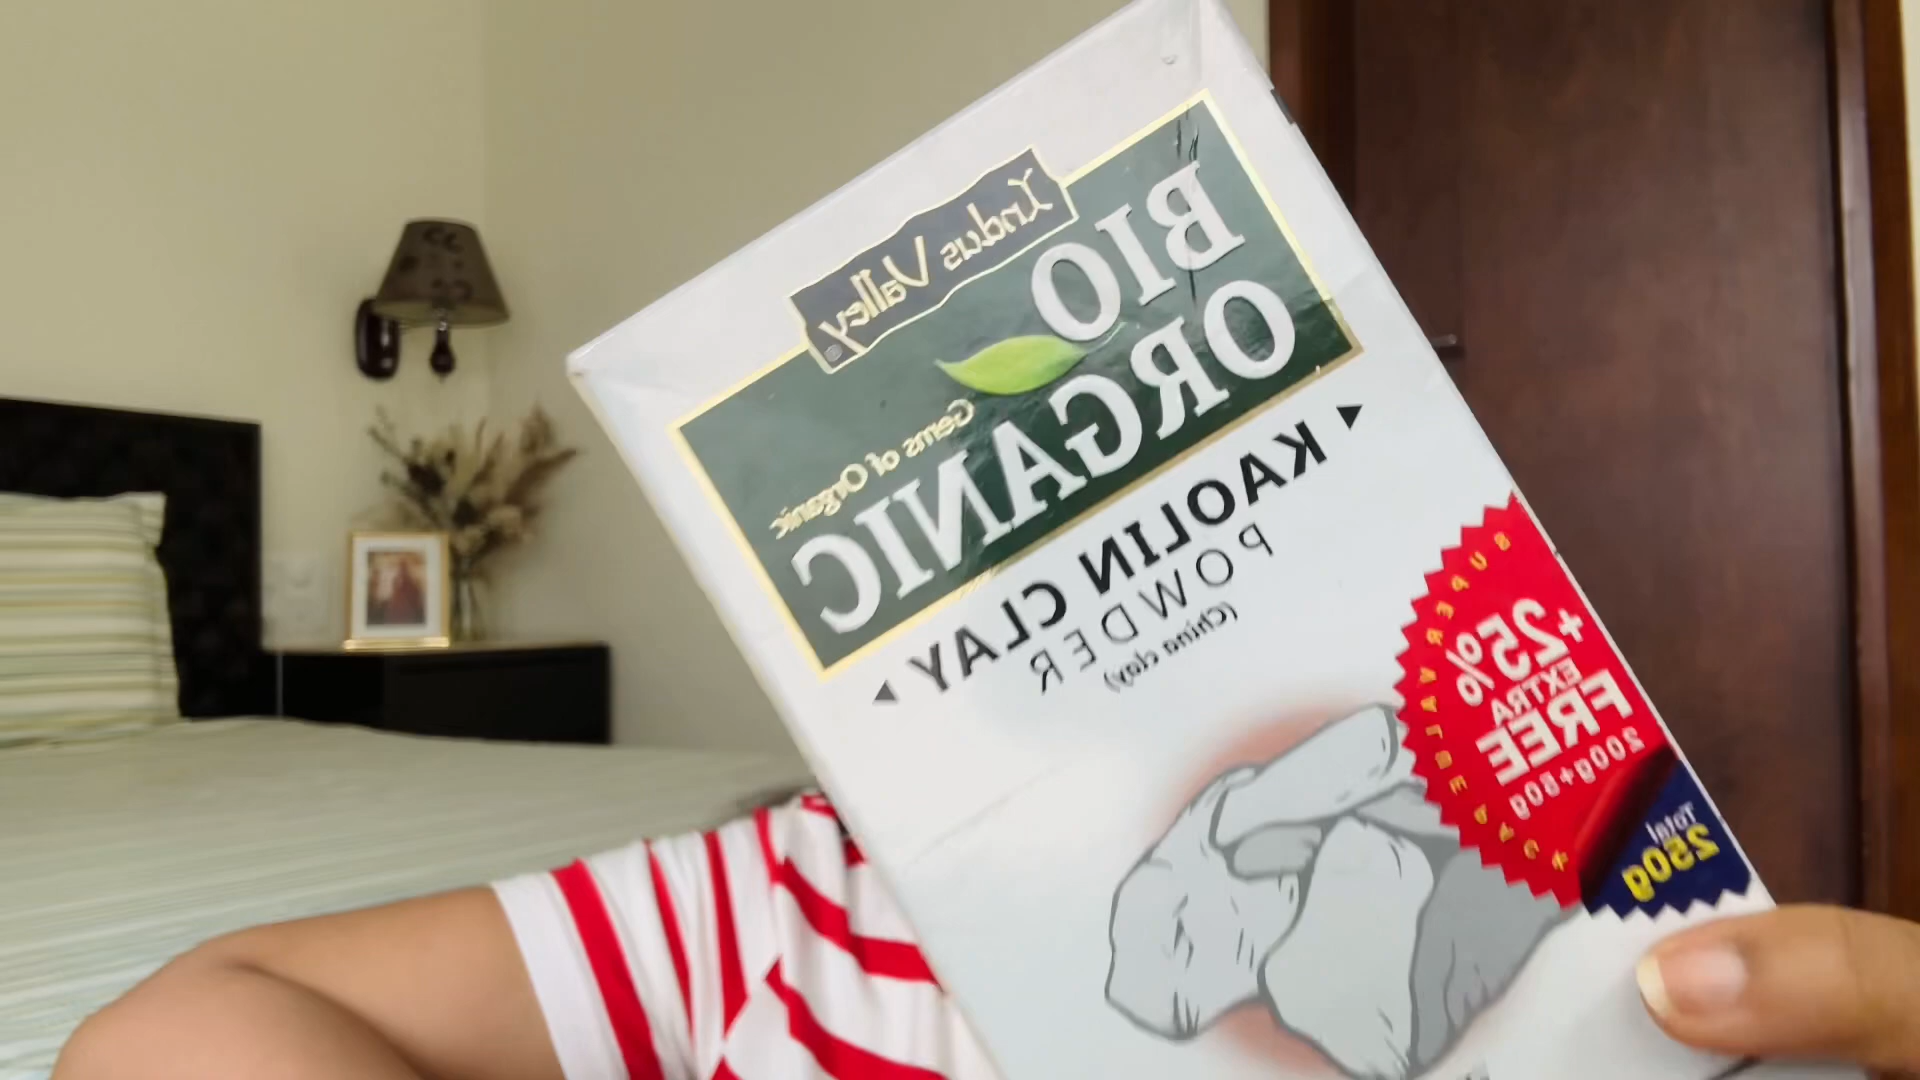 Indus Valley®
BIO
ORGANIC
Gems of Organic
KAOLIN CLAY
POWDER
(China clay)
+25%
EXTRA
FREE
200g+50g
Total
250g